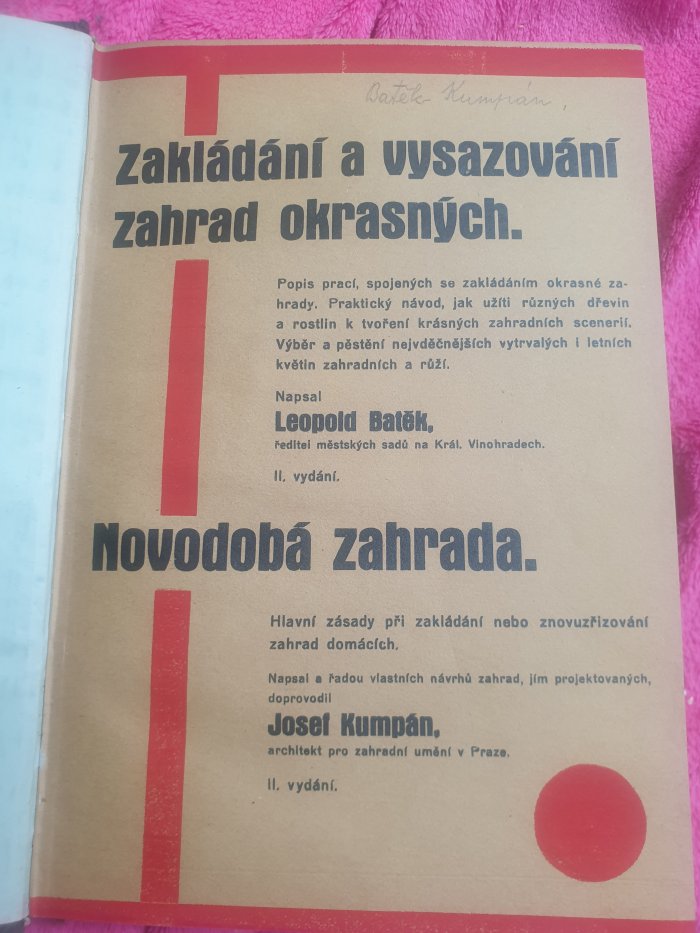 Batěk Kumpán,
Zakládání a vysazování
zahrad okrasných.
Popis prací, spojených se zakládáním okrasné za-
hrady. Praktický návod, jak užíti různých dřevin
a rostlin k tvoření krásných zahradních scenerií.
Výběr a pěstění nejvděčnějších vytrvalých i letních
květin zahradních a růží.
Napsal
Leopold Batěk,
ředitel městských sadů na Král. Vinohradech.
II. vydání.
Novodobá zahrada.
Hlavní zásady při zakládání nebo znovuzřizování
zahrad domácích.
Napsal a řadou vlastních návrhů zahrad, jím projektovaných,
doprovodil
Josef Kumpán,
architekt pro zahradní umění v Praze.
II. vydání.